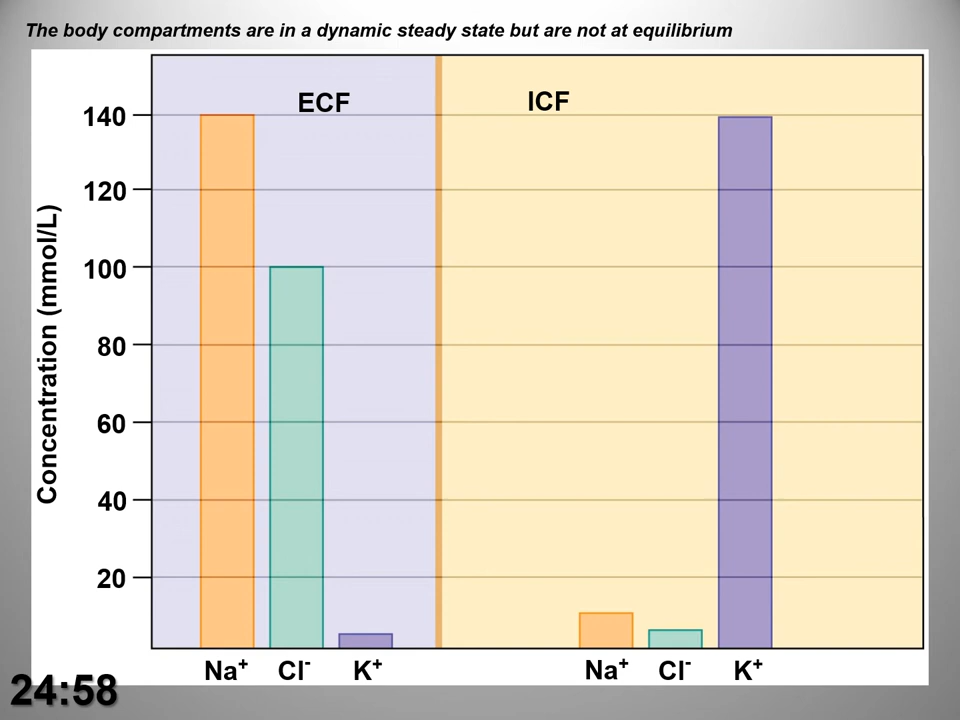 The body compartments are in a dynamic steady state but are not at equilibrium
ECF
ICF
Concentration (mmol/L)
140
120
100
80
60
40
20
Na⁺ Cl⁻ K⁺ Na⁺ Cl⁻ K⁺
24:58